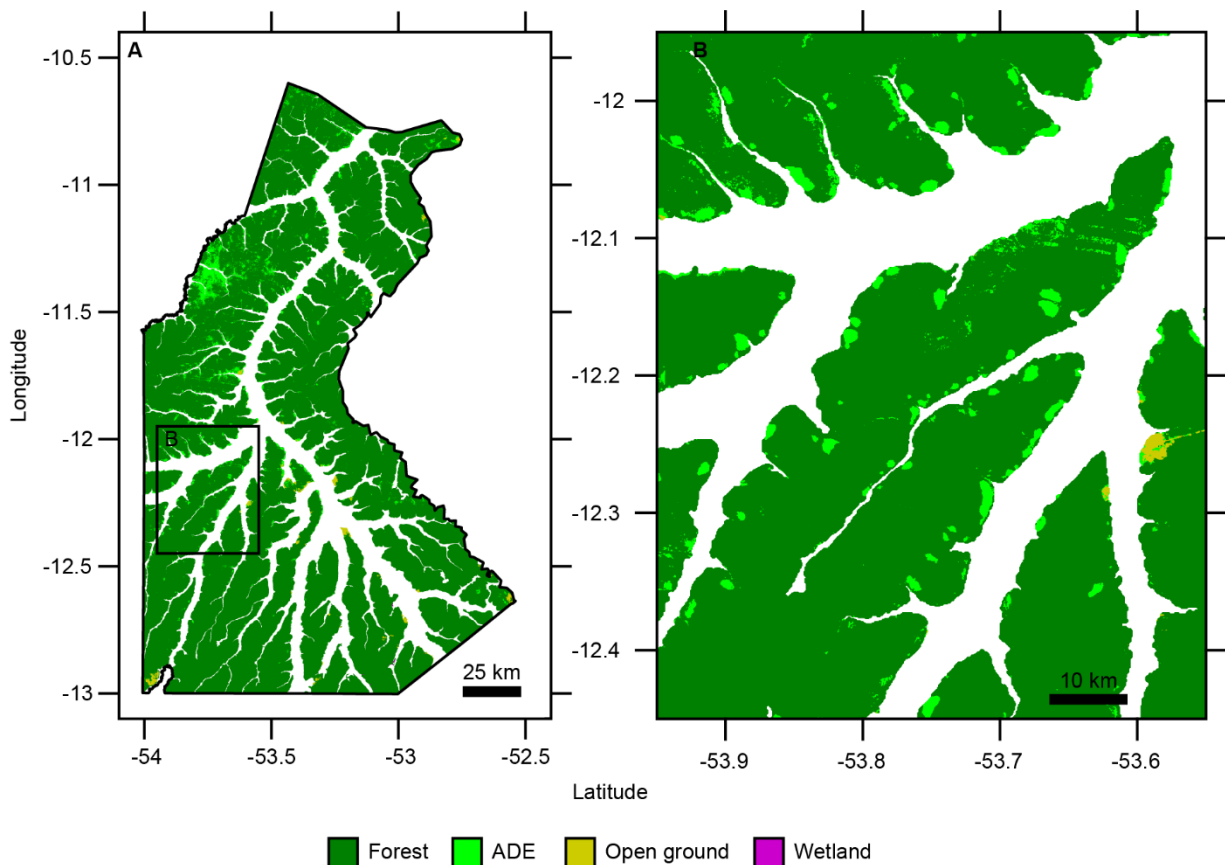 A
B
-10.5
-11
-11.5
-12
-12.5
-13
Longitude
B
25 km
-54
-53.5
-53
-52.5
-12
-12.1
-12.2
-12.3
-12.4
10 km
-53.9
-53.8
-53.7
-53.6
Latitude
Forest
ADE
Open ground
Wetland